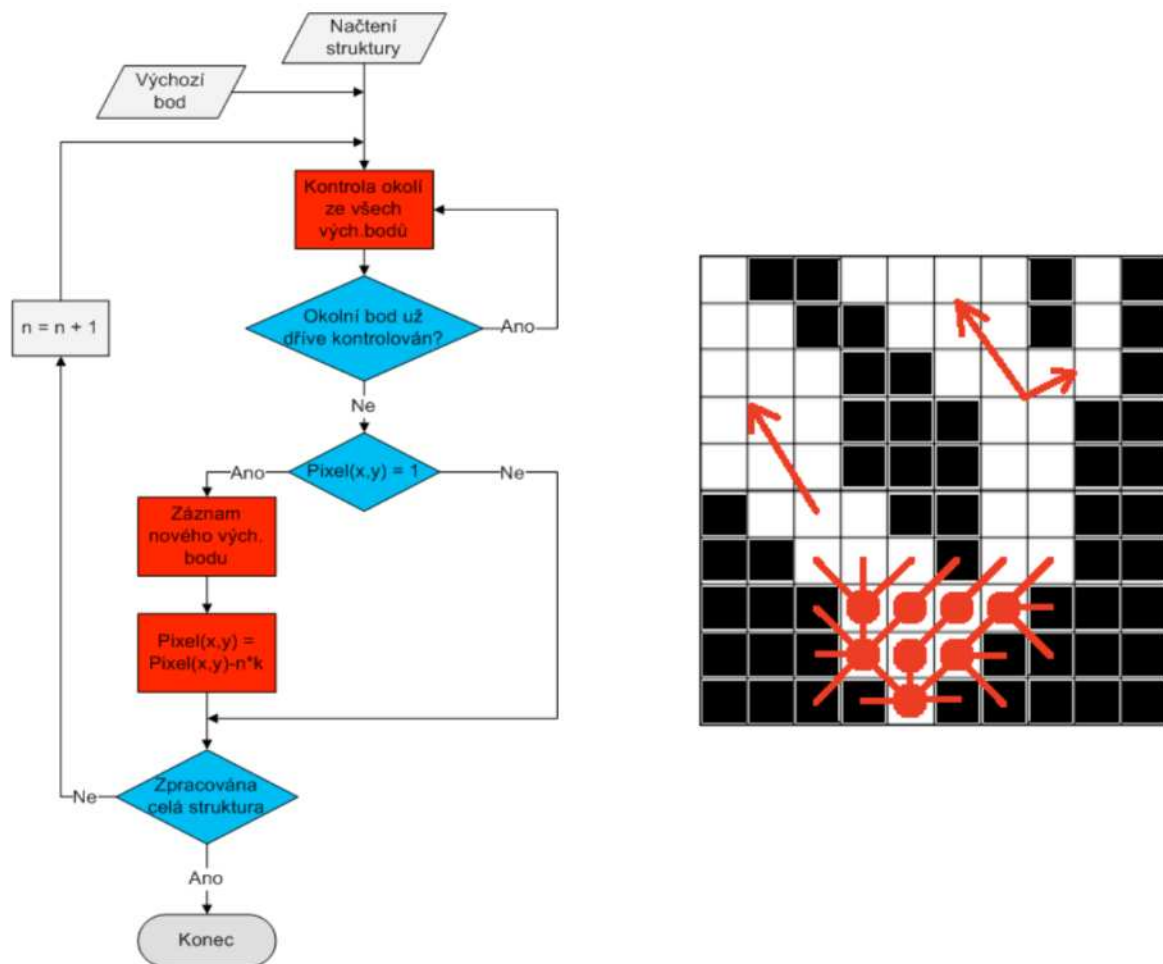 Načtení
struktury
Výchozí
bod
Kontrola okolí
ze všech
vých.bodů
n = n + 1
Okolní bod už
dříve kontrolován?
Ano
Ne
Pixel(x,y) = 1
Ano
Ne
Záznam
nového vých.
bodu
Pixel(x,y) =
Pixel(x,y)-n*k
Zpracována
celá struktura
Ne
Ano
Konec